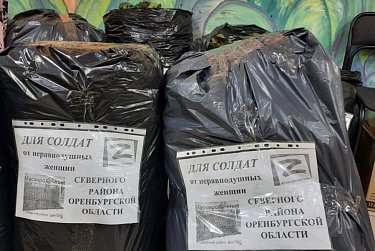 ДЛЯ СОЛДАТ
от неравнодушных
женщин
Z
СЕВЕРНОГО
РАЙОНА
ОРЕНБУРГСКОЙ
ОБЛАСТИ
ДЛЯ СОЛДАТ
от неравнодушных
женщин
Z
СЕВЕРНОГО
РАЙОНА
ОРЕНБУРГСКОЙ
ОБЛАСТИ